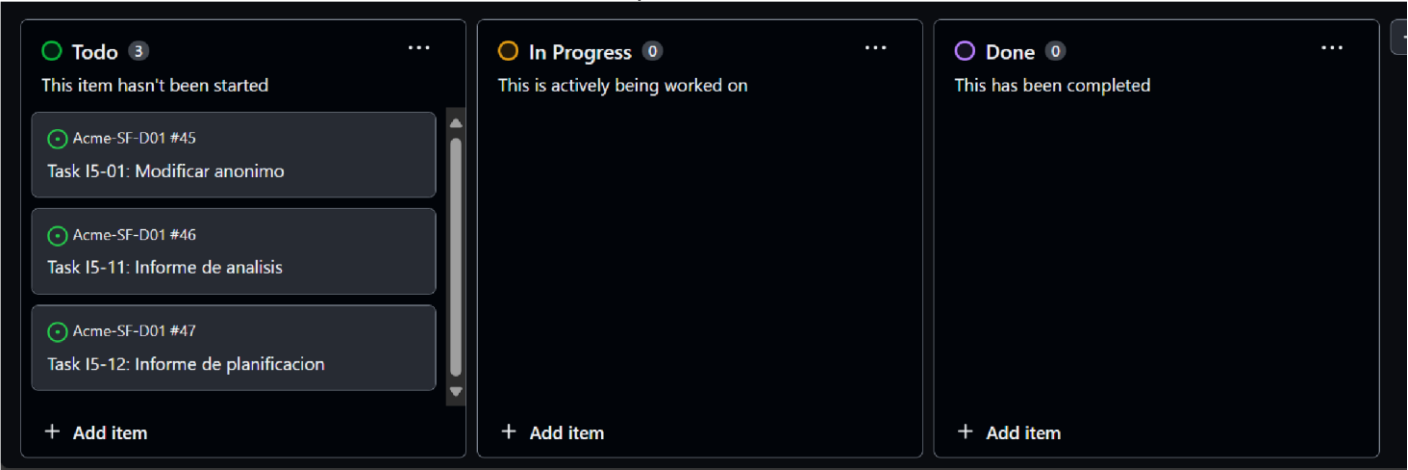 Todo 3
This item hasn't been started
Acme-SF-D01 #45
Task I5-01: Modificar anonimo
Acme-SF-D01 #46
Task I5-11: Informe de analisis
Acme-SF-D01 #47
Task I5-12: Informe de planificacion
+ Add item
In Progress 0
This is actively being worked on
+ Add item
Done 0
This has been completed
+ Add item